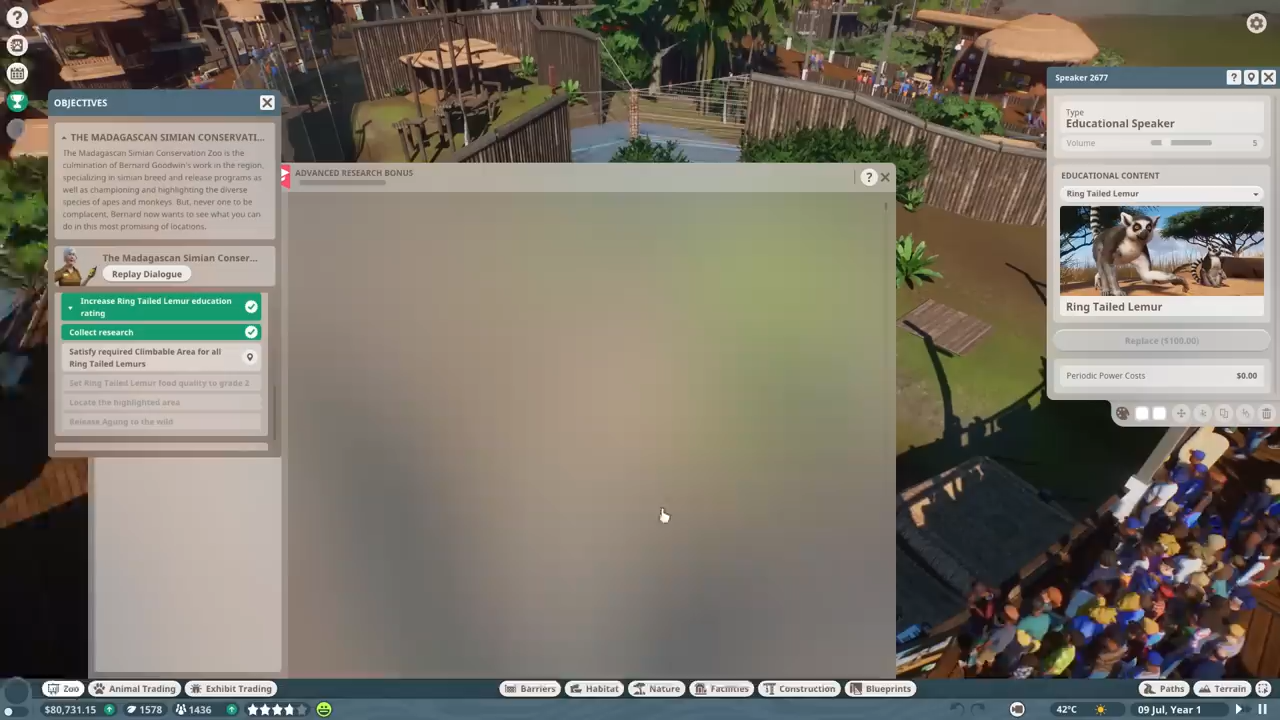 OBJECTIVES
THE MADAGASCAN SIMIAN CONSERVATI...
The Madagascan Simian Conservation Zoo is the
culmination of Bernard Goodwin's work in the region,
specializing in simian breed and release programs as
well as championing and highlighting the diverse
species of apes and monkeys. But, never one to be
complacent, Bernard now wants to see what you can
do in this most promising of locations.
The Madagascan Simian Conser...
Replay Dialogue
Increase Ring Tailed Lemur education
rating
Collect research
Satisfy required Climbable Area for all
Ring Tailed Lemurs
Set Ring Tailed Lemur food quality to grade 2
Locate the highlighted area
Release Agung to the wild
ADVANCED RESEARCH BONUS
?
Speaker 2677
?
Type
Educational Speaker
Volume 5
EDUCATIONAL CONTENT
Ring Tailed Lemur
Ring Tailed Lemur
Replace ($100.00)
Periodic Power Costs $0.00
Zoo Animal Trading Exhibit Trading Barriers Habitat Nature Facilities Construction Blueprints Paths Terrain
$80,731.15 1578 1436 42°C 09 Jul, Year 1